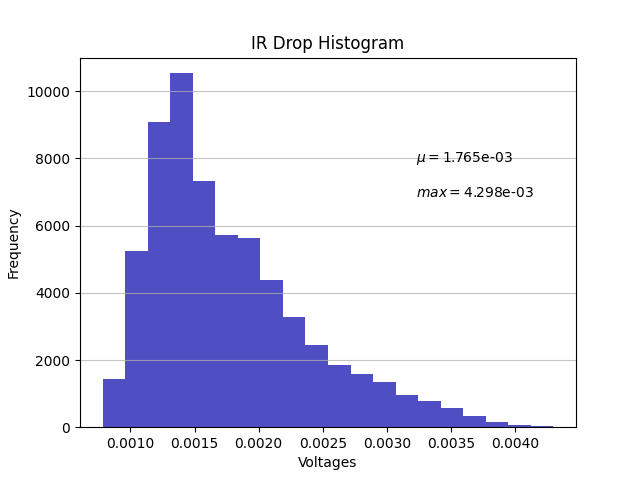 IR Drop Histogram
10000
8000
6000
4000
2000
0
Frequency
μ = 1.765e-03
max = 4.298e-03
0.0010 0.0015 0.0020 0.0025 0.0030 0.0035 0.0040
Voltages